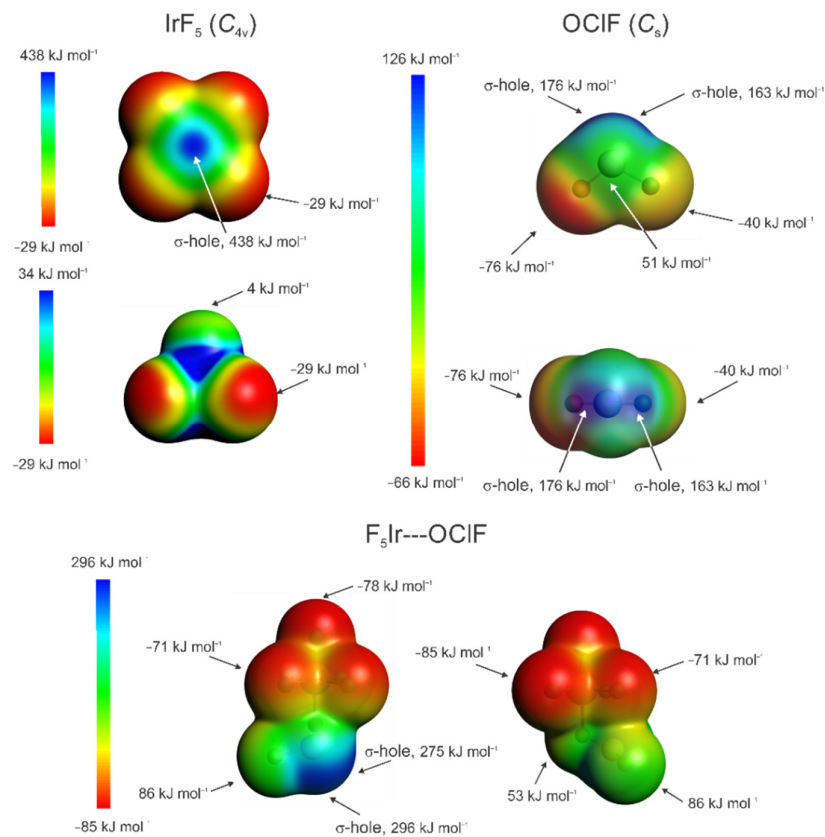 IrF₅ (C₄ᵥ)
OClF (Cₛ)
438 kJ mol⁻¹
−29 kJ mol⁻
σ-hole, 438 kJ mol⁻¹
−29 kJ mol⁻¹
34 kJ mol⁻¹
4 kJ mol⁻¹
−29 kJ mol ¹
−29 kJ mol ¹
126 kJ mol⁻¹
σ-hole, 176 kJ mol⁻¹
σ-hole, 163 kJ mol⁻¹
−40 kJ mol⁻¹
−76 kJ mol⁻¹
51 kJ mol⁻¹
−76 kJ mol⁻¹
−40 kJ mol⁻¹
−66 kJ mol⁻¹
σ-hole, 176 kJ mol⁻¹
σ-hole, 163 kJ mol ¹
F₅Ir---OClF
296 kJ mol⁻
−78 kJ mol⁻¹
−71 kJ mol⁻¹
σ-hole, 275 kJ mol⁻¹
86 kJ mol⁻¹
σ-hole, 296 kJ mol⁻¹
−85 kJ mol⁻¹
−85 kJ mol ¹
−71 kJ mol⁻
53 kJ mol⁻¹
86 kJ mol ¹